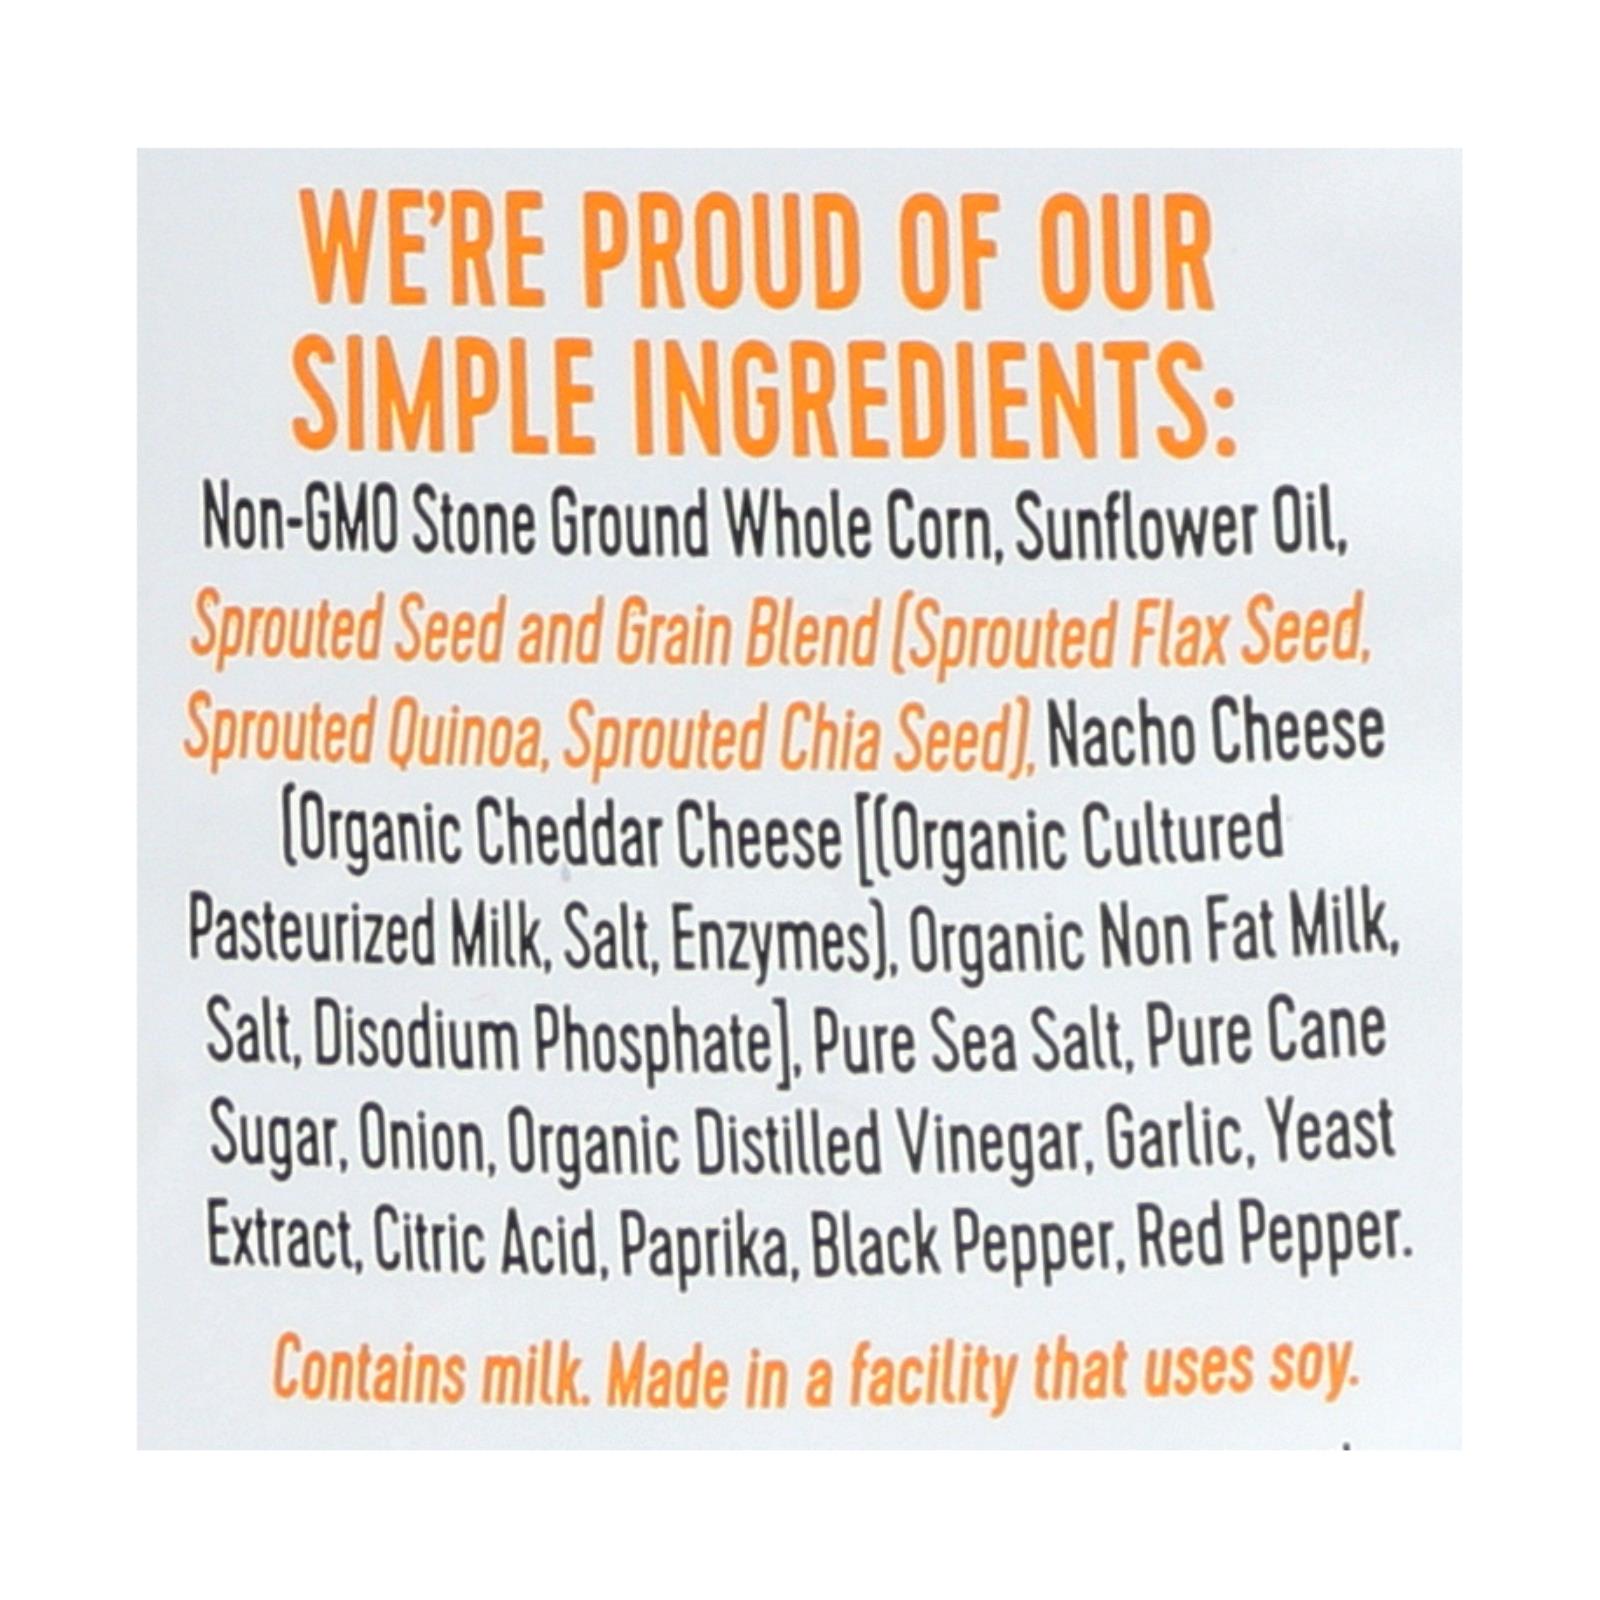 WE'RE PROUD OF OUR
SIMPLE INGREDIENTS:
Non-GMO Stone Ground Whole Corn, Sunflower Oil,
Sprouted Seed and Grain Blend (Sprouted Flax Seed,
Sprouted Quinoa, Sprouted Chia Seed), Nacho Cheese
(Organic Cheddar Cheese [(Organic Cultured
Pasteurized Milk, Salt, Enzymes), Organic Non Fat Milk,
Salt, Disodium Phosphate], Pure Sea Salt, Pure Cane
Sugar, Onion, Organic Distilled Vinegar, Garlic, Yeast
Extract, Citric Acid, Paprika, Black Pepper, Red Pepper.
Contains milk. Made in a facility that uses soy.